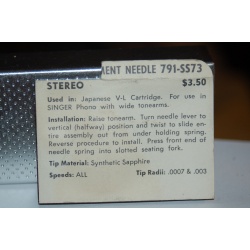 MENT NEEDLE 791-SS73
STEREO $3.50
Used in: Japanese V-L Cartridge. For use in
SINGER Phono with wide tonearms.
Installation: Raise tonearm. Turn needle lever to
vertical (halfway) position and twist to slide en-
tire assembly out from under holding spring.
Reverse procedure to install. Press front end of
needle spring into slotted seating fork.
Tip Material: Synthetic Sapphire
Speeds: ALL Tip Radii: .0007 & .003